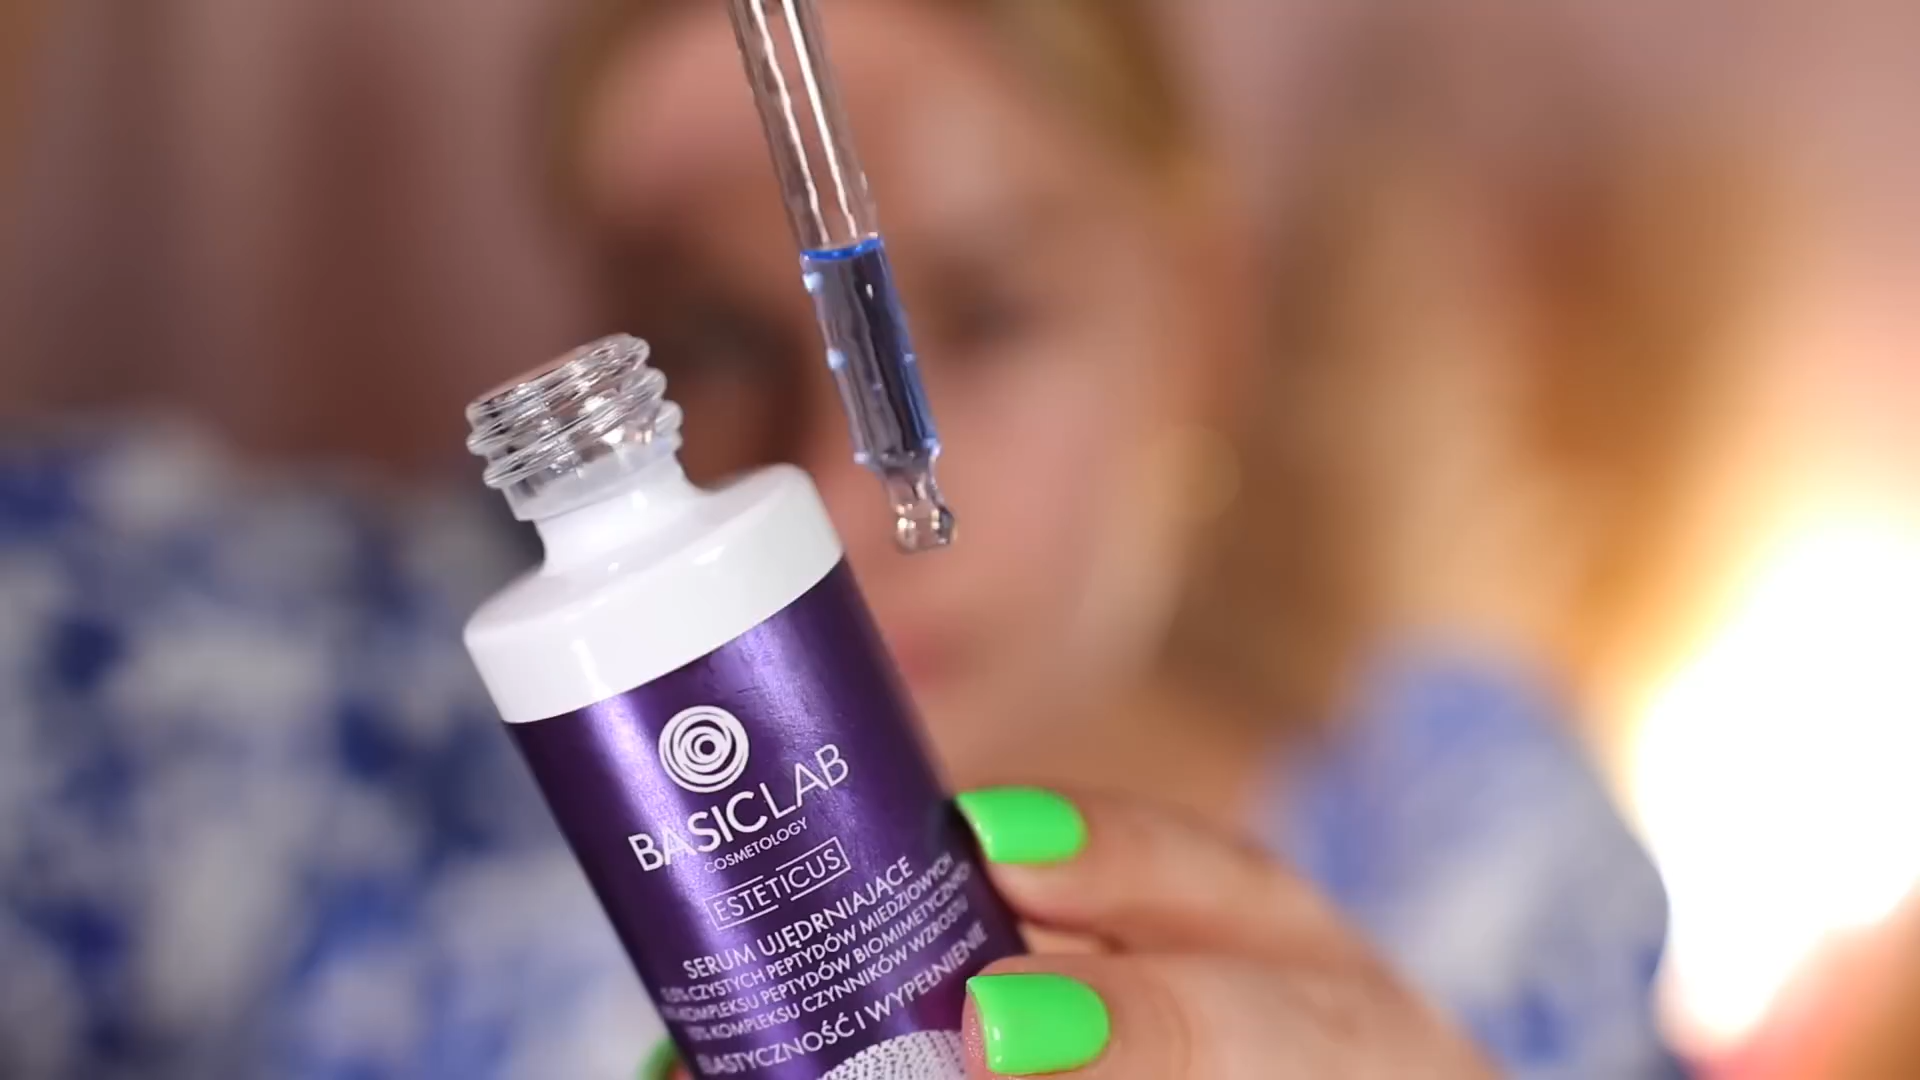 BASICLAB
COSMETOLOGY
ESTETICUS
SERUM UJĘDRNIAJĄCE
CZYSTYCH PEPTYDÓW MIEDZIOWYCH
KOMPLEKSU PEPTYDÓW BIOMIMETYCZNYCH
KOMPLEKSU CZYNNIKÓW WZROSTU
ELASTYCZNOŚĆ I WYPEŁNIENIE